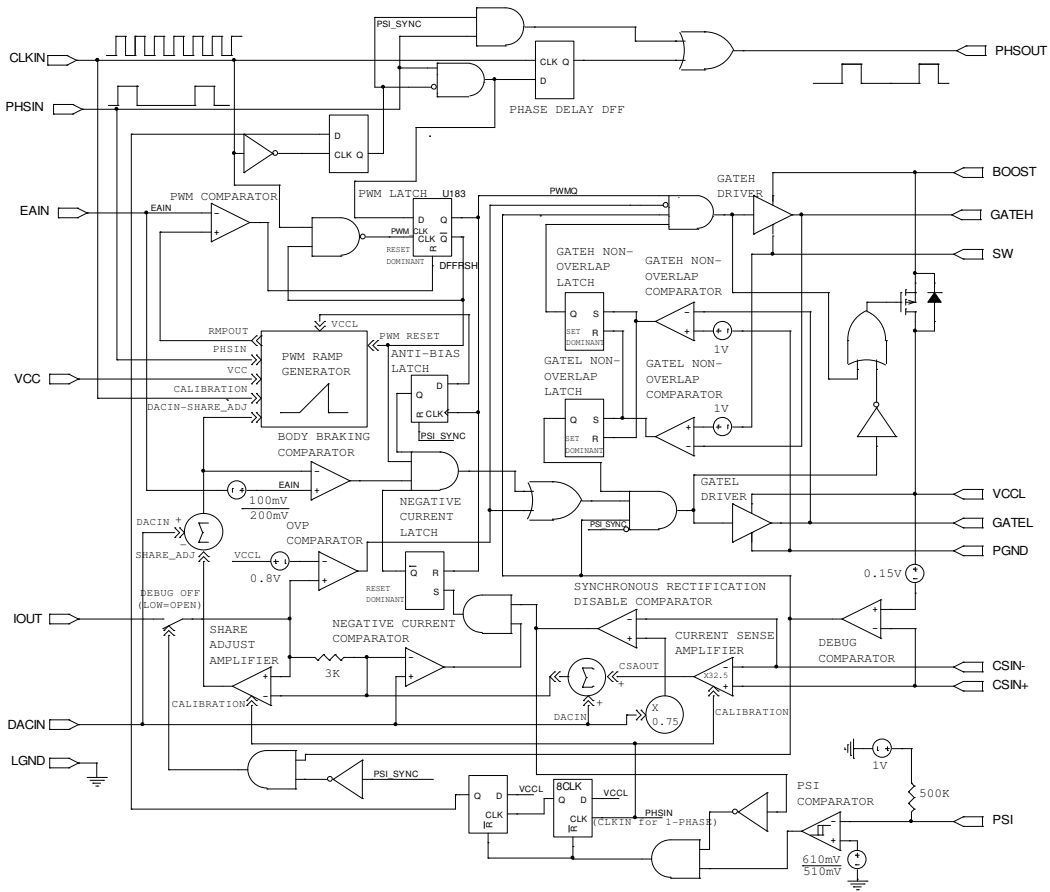 PSI_SYNC
CLKIN
CLK Q
D
PHSOUT
PHSIN
PHASE DELAY DFF
D
CLK Q
BOOST
GATEH
DRIVER
PWM COMPARATOR
PWM LATCH
U183
PWMQ
EAIN
EAIN
−
+
D Q
PWM CLK
CLK Q
R
RESET
DOMINANT
DFFRSH
GATEH
SW
GATEH NON-
OVERLAP
LATCH
GATEH NON-
OVERLAP
COMPARATOR
Q S
R
SET
DOMINANT
−
+
1V
VCCL
RMPOUT
PWM RESET
PHSIN
PWM RAMP
GENERATOR
VCC
VCC
CALIBRATION
DACIN-SHARE_ADJ
ANTI-BIAS
LATCH
Q D
R CLK
PSI_SYNC
GATEL NON-
OVERLAP
LATCH
GATEL NON-
OVERLAP
COMPARATOR
1V
Q S
R
SET
DOMINANT
+
−
BODY BRAKING
COMPARATOR
−
+
EAIN
100mV
200mV
NEGATIVE
CURRENT
LATCH
GATEL
DRIVER
PSI_SYNC
VCCL
GATEL
PGND
DACIN +
−
Σ
SHARE_ADJ
OVP
COMPARATOR
VCCL
0.8V
−
+
Q R
S
RESET
DOMINANT
SYNCHRONOUS RECTIFICATION
DISABLE COMPARATOR
0.15V
+
−
DEBUG
COMPARATOR
DEBUG OFF
(LOW=OPEN)
IOUT
SHARE
ADJUST
AMPLIFIER
NEGATIVE CURRENT
COMPARATOR
3K
−
+
+
−
CALIBRATION
−
+
CURRENT SENSE
AMPLIFIER
CSAOUT
+
Σ
+
DACIN
X32.5
−
+
CALIBRATION
X
0.75
CSIN-
CSIN+
DACIN
LGND
PSI_SYNC
1V
500K
Q D
VCCL
CLK
R
8CLK
Q D
VCCL
CLK
R
PHSIN
(CLKIN for 1-PHASE)
PSI
COMPARATOR
−
+
PSI
610mV
510mV